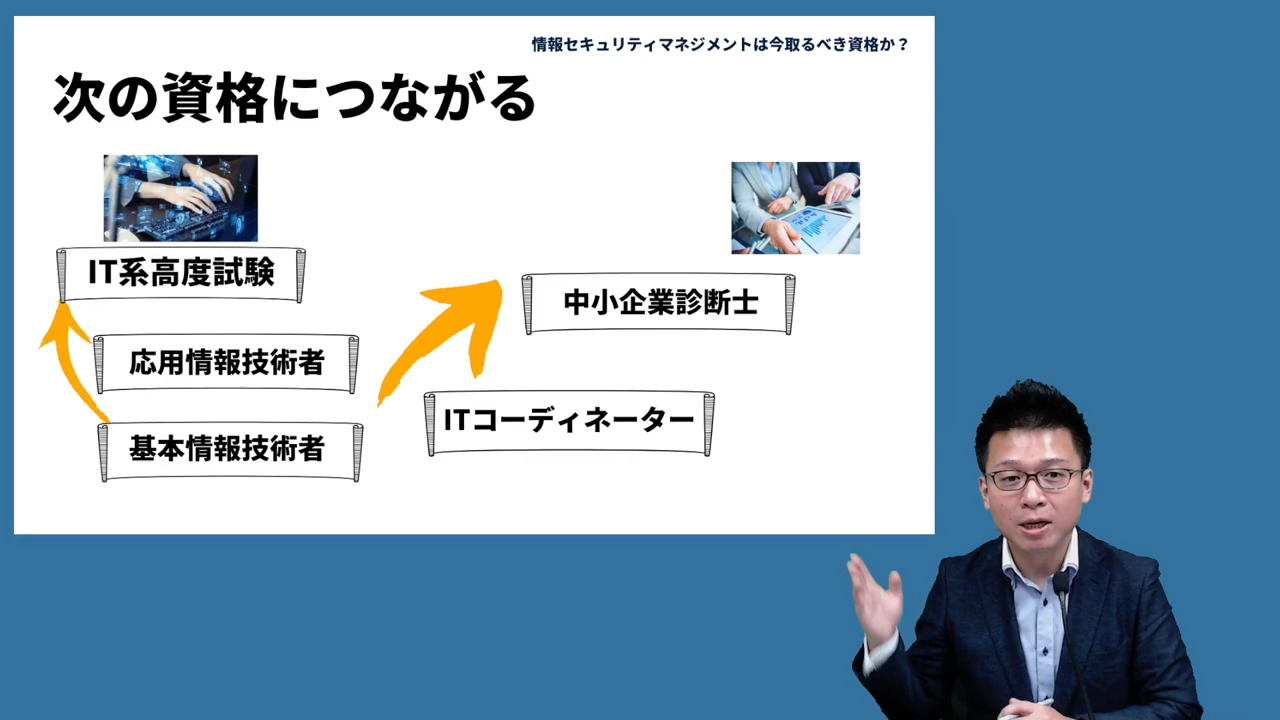 情報セキュリティマネジメントは今取るべき資格か？
次の資格につながる
IT系高度試験
中小企業診断士
応用情報技術者
ITコーディネーター
基本情報技術者